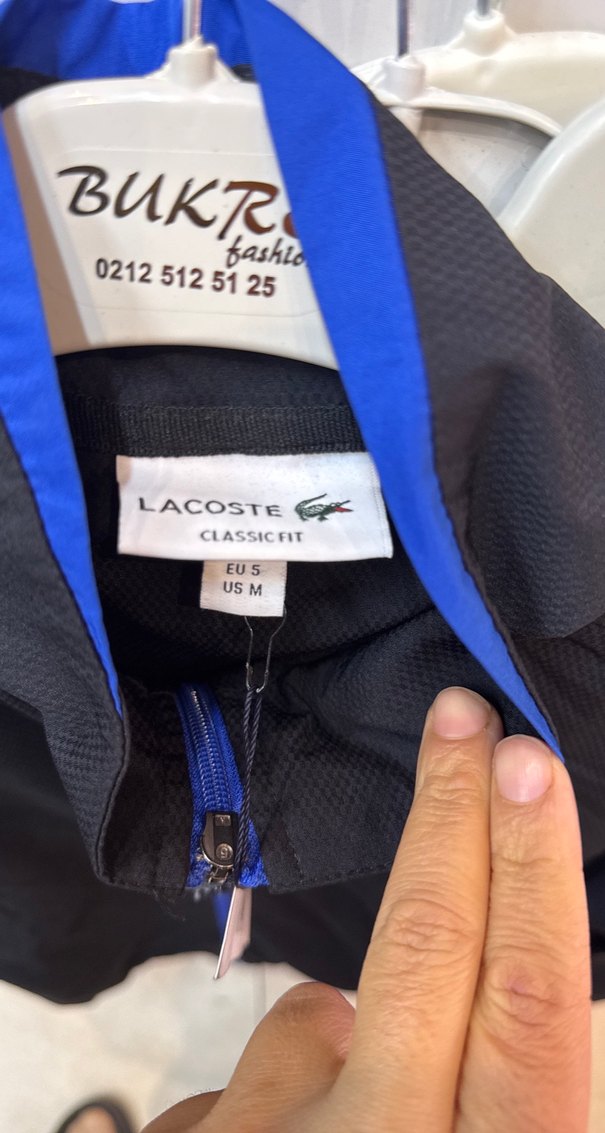 BUKR
fashio
0212 512 51 25
LACOSTE
CLASSIC FIT
EU 5
US M